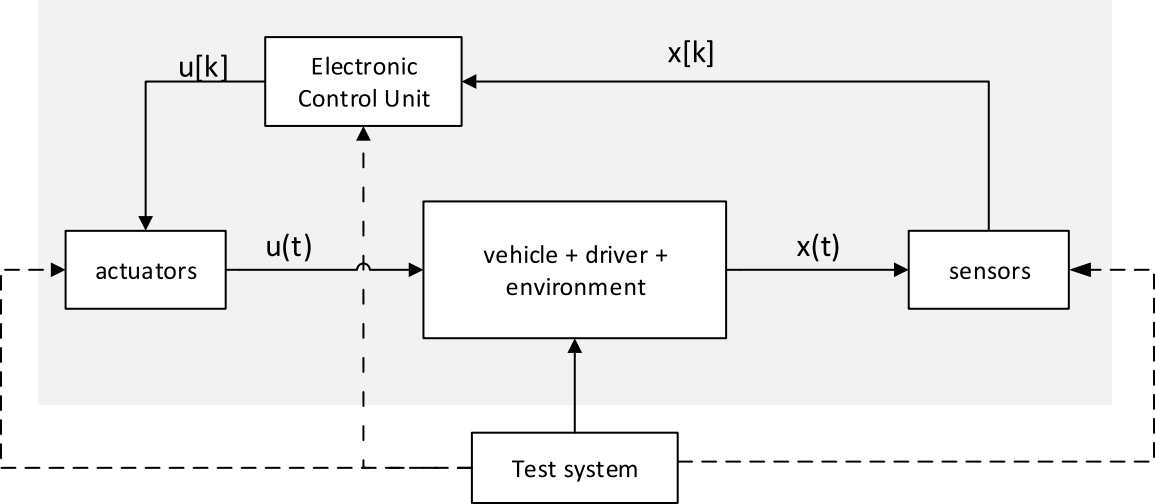 u[k]
Electronic
Control Unit
x[k]
actuators
u(t)
vehicle + driver +
environment
x(t)
sensors
Test system